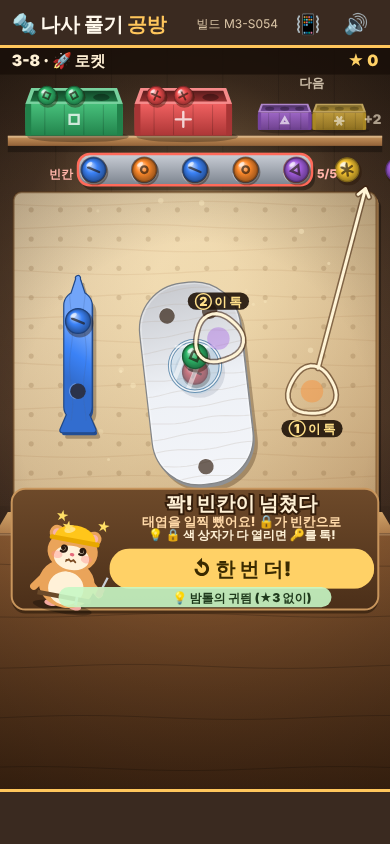 나사 풀기 공방
빌드 M3-S054
3-8 · 🚀 로켓
★ 0
다음
+2
빈칸
5/5
② 이 톡
① 이 톡
꽉! 빈칸이 넘쳤다
태엽을 일찍 뺐어요! 🔒가 빈칸으로
💡 🔒 색 상자가 다 열리면 🔑를 톡!
↺ 한 번 더!
💡 밤톨의 귀띔 (★3 없이)